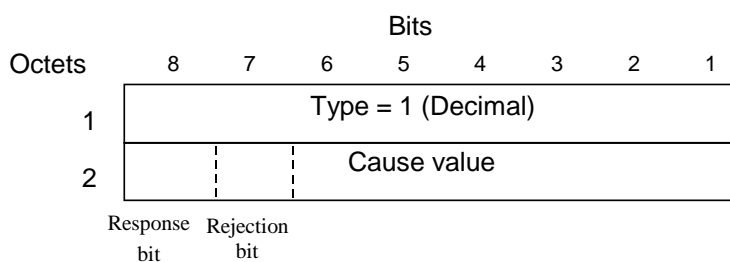 Bits
Octets 8 7 6 5 4 3 2 1
1 Type = 1 (Decimal)
2 Cause value
Response Rejection
bit bit